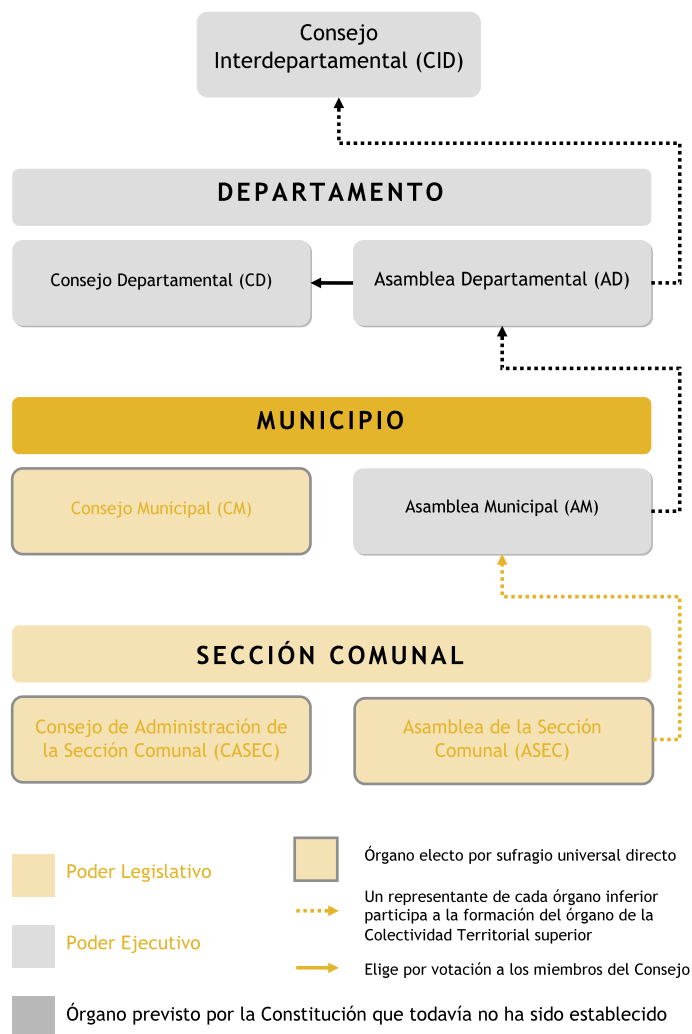 Consejo
Interdepartamental (CID)
DEPARTAMENTO
Consejo Departamental (CD)
Asamblea Departamental (AD)
MUNICIPIO
Consejo Municipal (CM)
Asamblea Municipal (AM)
SECCIÓN COMUNAL
Consejo de Administración de
la Sección Comunal (CASEC)
Asamblea de la Sección
Comunal (ASEC)
Poder Legislativo
Poder Ejecutivo
Órgano previsto por la Constitución que todavía no ha sido establecido
Órgano electo por sufragio universal directo
Un representante de cada órgano inferior
participa a la formación del órgano de la
Colectividad Territorial superior
Elige por votación a los miembros del Consejo